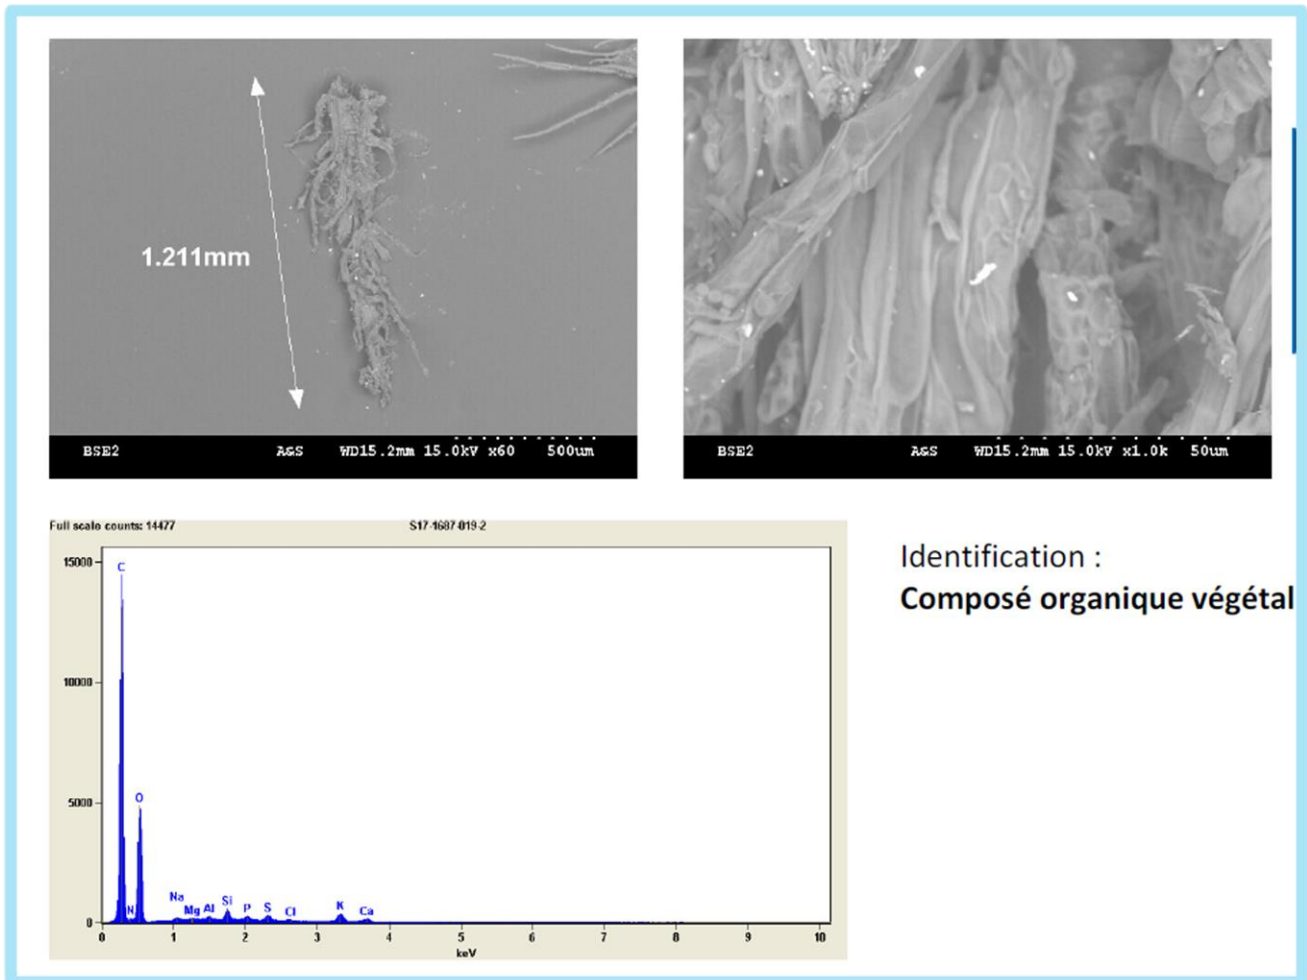 1.211mm
BSE2 A&S WD15.2mm 15.0kV x60 500um
BSE2 A&S WD15.2mm 15.0kV x1.0k 50um
Full scale counts: 14477 S17-1687-019-2
15000
C
10000
5000
O
N Na Mg Al Si P S Cl K Ca
0
0 1 2 3 4 5 6 7 8 9 10
keV
Identification :
Composé organique végétal